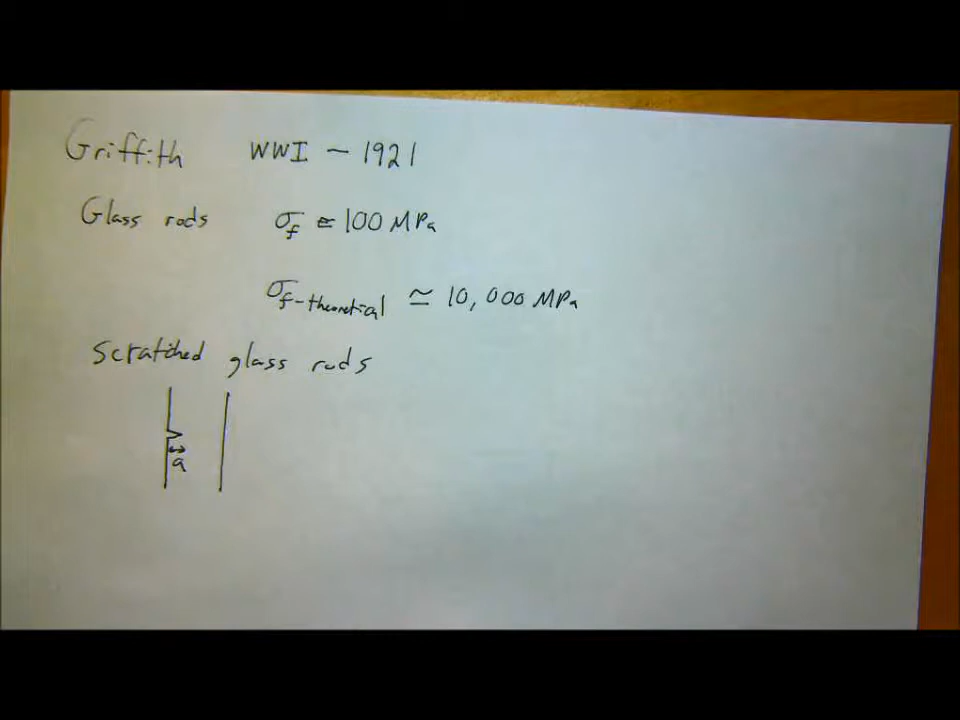 Griffith WWI ~ 1921
Glass rods σf ≅ 100 MPa
σf-theoretical ≃ 10,000 MPa
Scratched glass rods
a